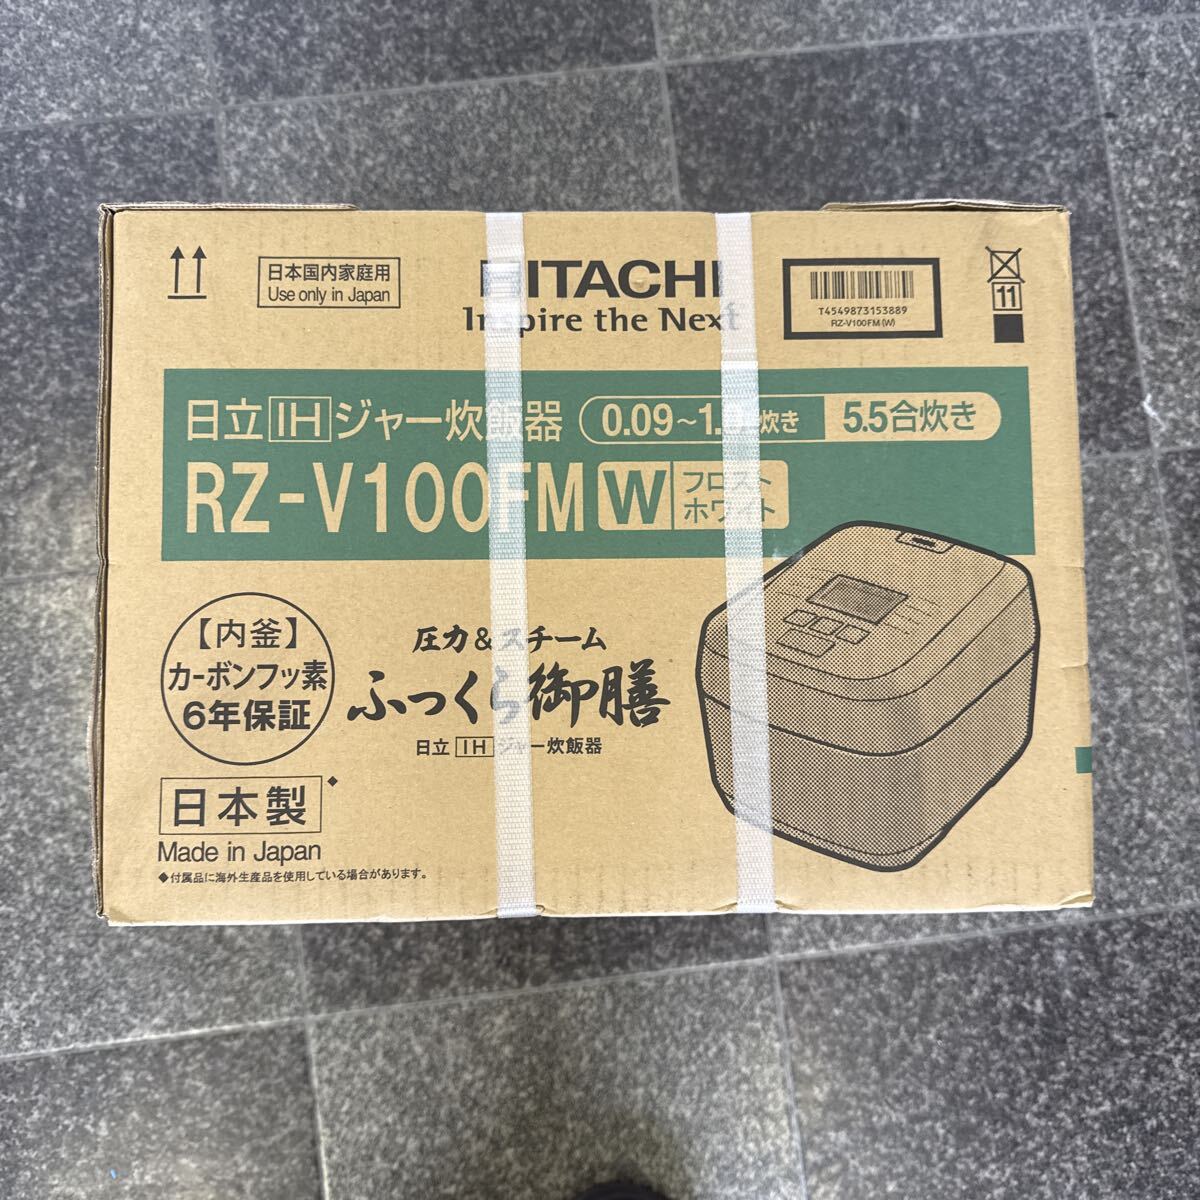 日本国内家庭用
Use only in Japan
HITACHI
Inspire the Next
T4549873153889
RZ-V100FM(W)
11
日立 IH ジャー炊飯器
0.09~1.0L炊き 5.5合炊き
RZ-V100FM W フロスト
ホワイト
【内釜】
カーボンフッ素
6年保証
圧力&スチーム
ふっくら御膳
日立 IH ジャー炊飯器
日本製◆
Made in Japan
◆付属品に海外生産品を使用している場合があります。